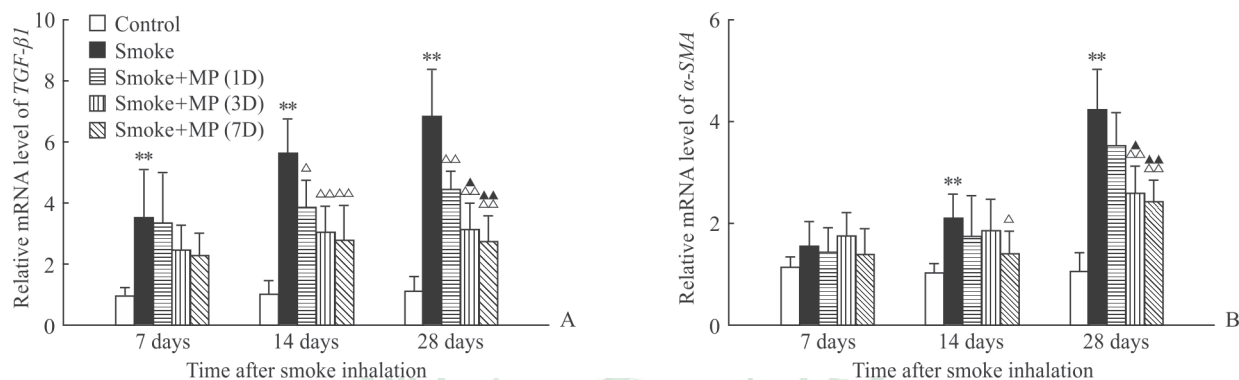 Relative mRNA level of TGF-β1
10
8
6
4
2
0
Control
Smoke
Smoke+MP (1D)
Smoke+MP (3D)
Smoke+MP (7D)
**
**
△
△△
△△
**
△△
▲
△△
▲▲
△△
7 days
14 days
28 days
Time after smoke inhalation
A
Relative mRNA level of α-SMA
6
4
2
0
**
△
**
▲
△△
▲▲
△△
7 days
14 days
28 days
Time after smoke inhalation
B